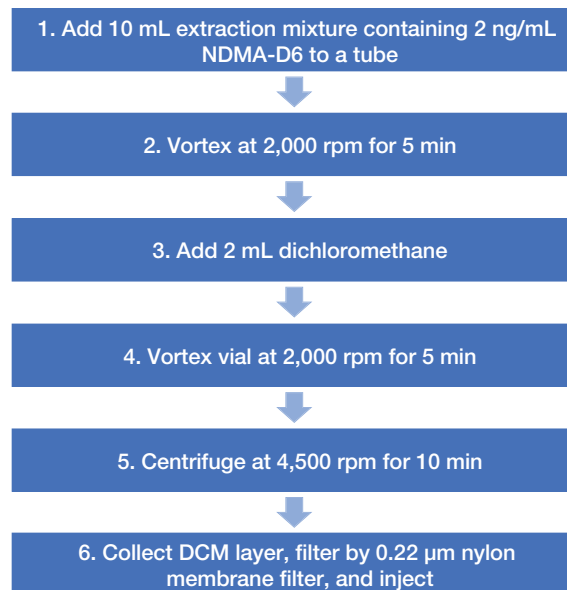 1. Add 10 mL extraction mixture containing 2 ng/mL
NDMA-D6 to a tube
2. Vortex at 2,000 rpm for 5 min
3. Add 2 mL dichloromethane
4. Vortex vial at 2,000 rpm for 5 min
5. Centrifuge at 4,500 rpm for 10 min
6. Collect DCM layer, filter by 0.22 µm nylon
membrane filter, and inject